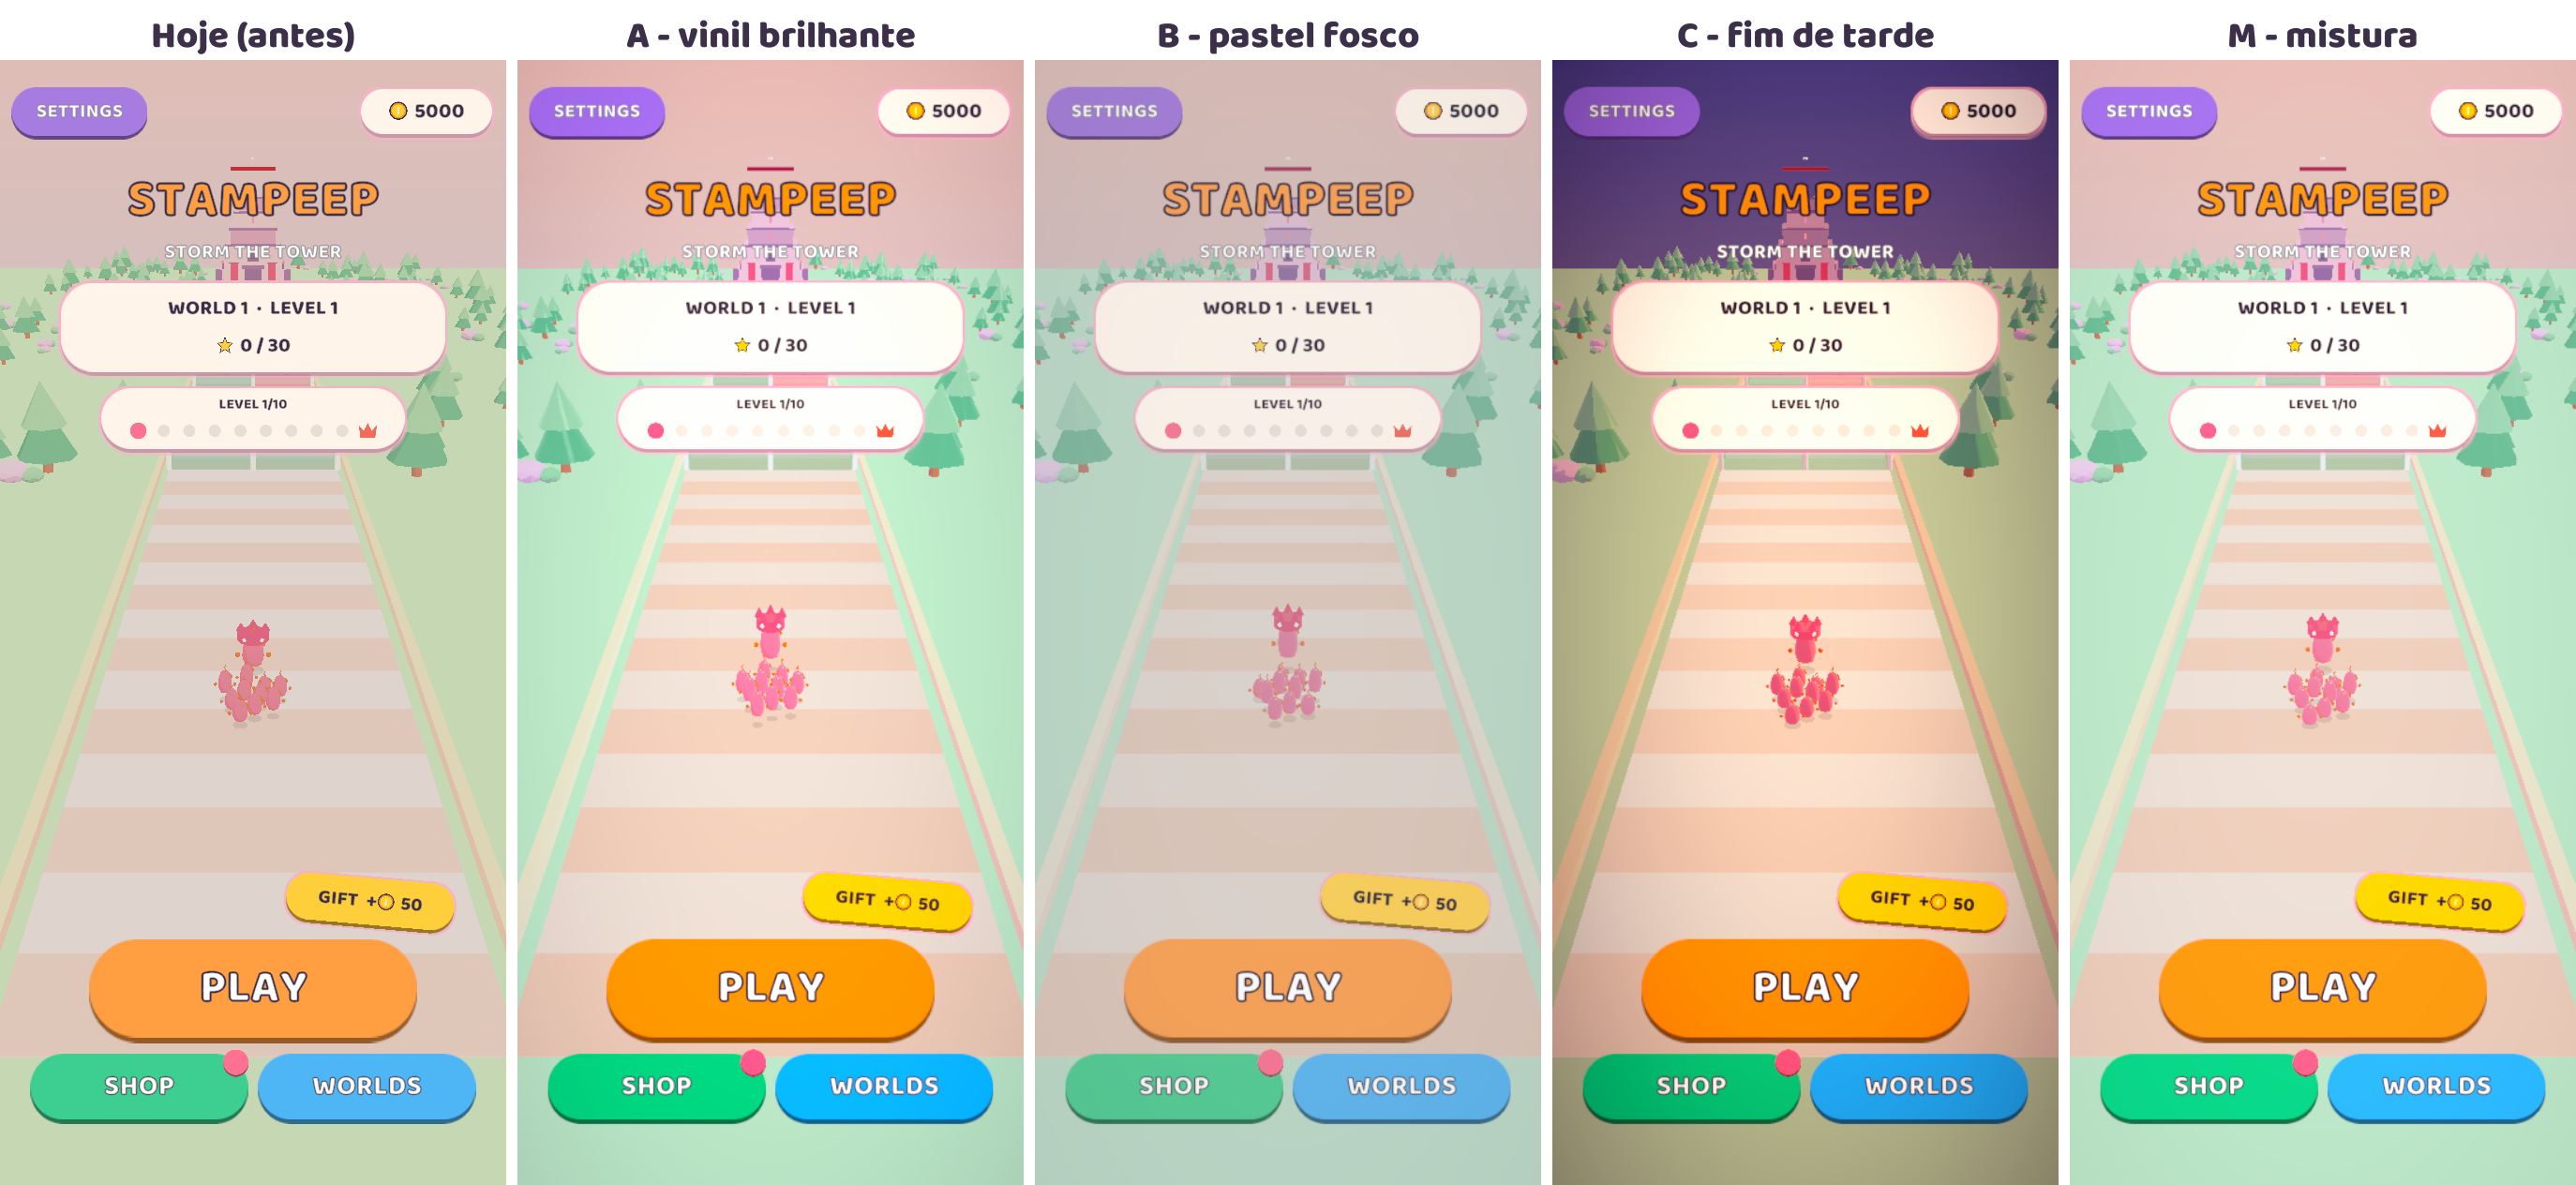 Hoje (antes)
SETTINGS
5000
STAMPEEP
STORM THE TOWER
WORLD 1 · LEVEL 1
0 / 30
LEVEL 1/10
GIFT + 50
PLAY
SHOP
WORLDS
A - vinil brilhante
SETTINGS
5000
STAMPEEP
STORM THE TOWER
WORLD 1 · LEVEL 1
0 / 30
LEVEL 1/10
GIFT + 50
PLAY
SHOP
WORLDS
B - pastel fosco
SETTINGS
5000
STAMPEEP
STORM THE TOWER
WORLD 1 · LEVEL 1
0 / 30
LEVEL 1/10
GIFT + 50
PLAY
SHOP
WORLDS
C - fim de tarde
SETTINGS
5000
STAMPEEP
STORM THE TOWER
WORLD 1 · LEVEL 1
0 / 30
LEVEL 1/10
GIFT + 50
PLAY
SHOP
WORLDS
M - mistura
SETTINGS
5000
STAMPEEP
STORM THE TOWER
WORLD 1 · LEVEL 1
0 / 30
LEVEL 1/10
GIFT + 50
PLAY
SHOP
WORLDS